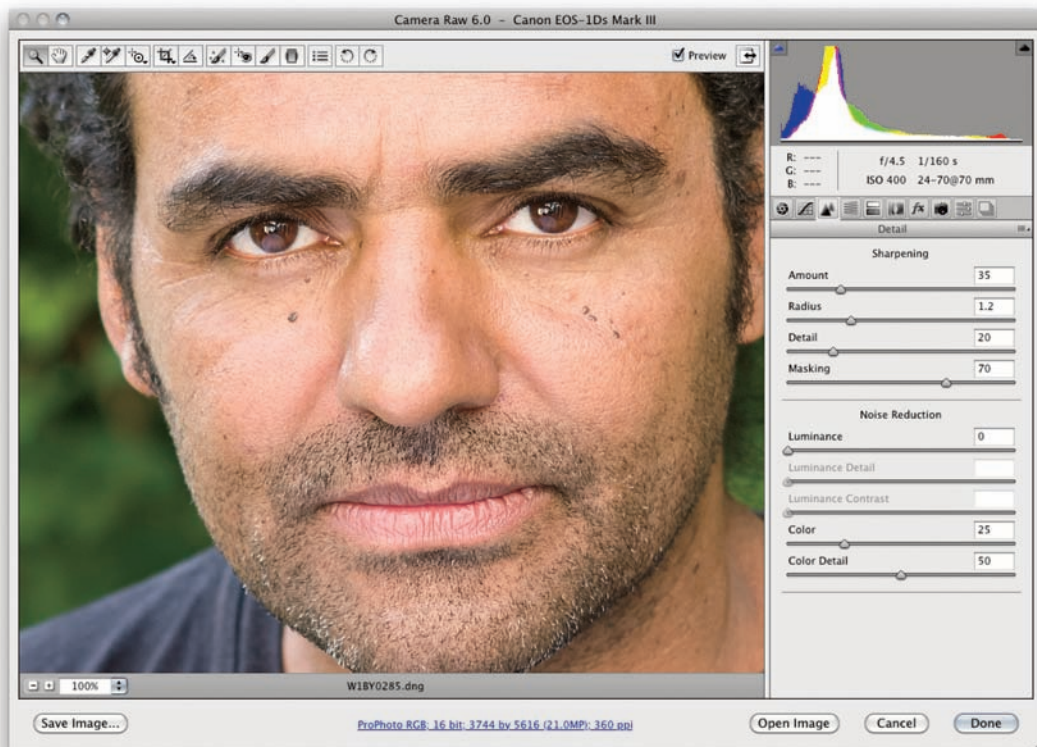 Camera Raw 6.0 – Canon EOS-1Ds Mark III
Preview
R: ---
G: ---
B: ---
f/4.5 1/160 s
ISO 400 24-70@70 mm
fx
Detail
Sharpening
Amount 35
Radius 1.2
Detail 20
Masking 70
Noise Reduction
Luminance 0
Luminance Detail
Luminance Contrast
Color 25
Color Detail 50
100%
W1BY0285.dng
Save Image...
ProPhoto RGB; 16 bit; 3744 by 5616 (21.0MP); 360 ppi
Open Image
Cancel
Done